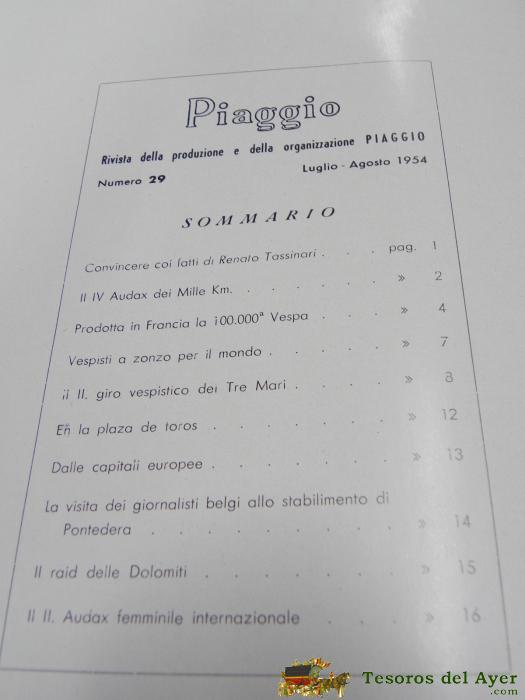 Piaggio
Rivista della produzione e della organizzazione PIAGGIO
Numero 29 Luglio - Agosto 1954
SOMMARIO
Convincere coi fatti di Renato Tassinari . . . pag. 1
Il IV Audax dei Mille Km. . . . . . . » 2
Prodotta in Francia la 100.000ª Vespa . . . » 4
Vespisti a zonzo per il mondo . . . . . » 7
il II. giro vespistico dei Tre Mari . . . . » 8
En la plaza de toros . . . . . . . » 12
Dalle capitali europee . . . . . . . » 13
La visita dei giornalisti belgi allo stabilimento di
Pontedera . . . . . . . . . » 14
Il raid delle Dolomiti . . . . . . . » 15
Il II. Audax femminile internazionale . . . » 16
Tesoros del Ayer
.com